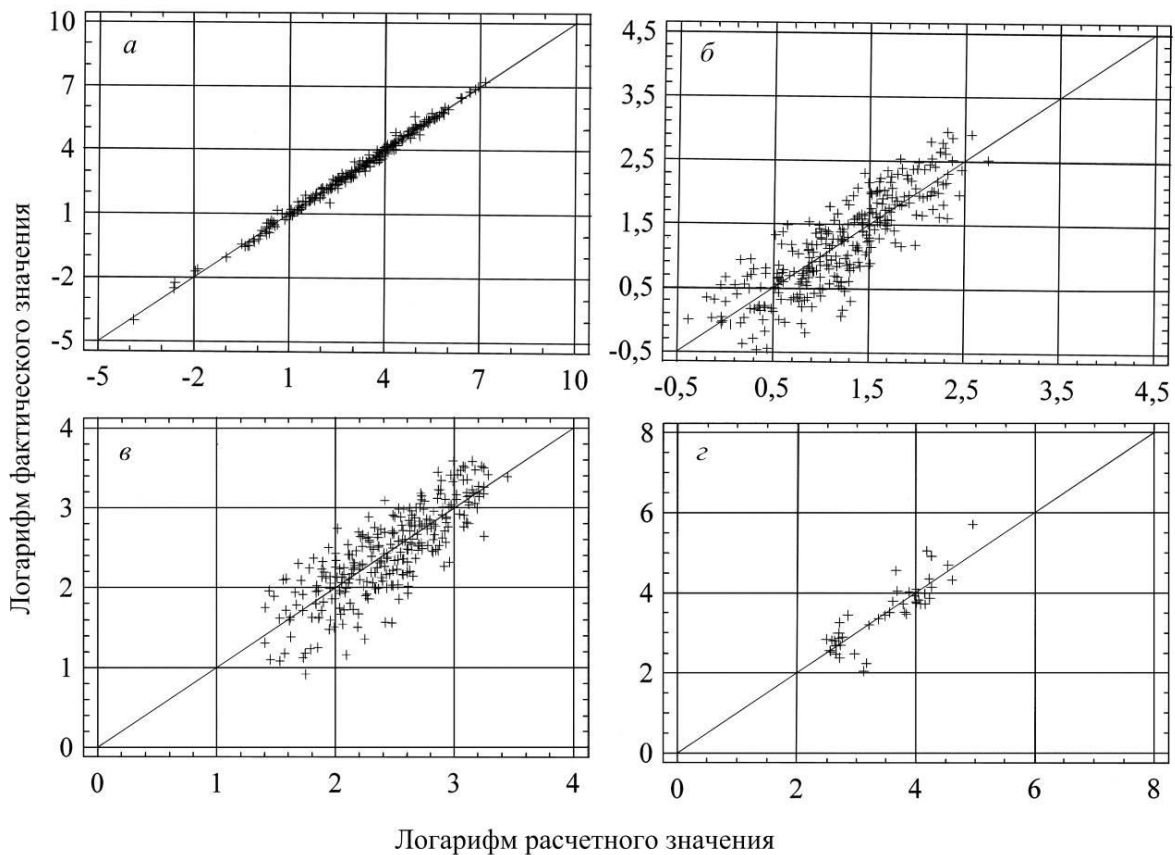 Логарифм фактического значения
а
10
7
4
1
-2
-5
-5 -2 1 4 7 10
б
4,5
3,5
2,5
1,5
0,5
-0,5
-0,5 0,5 1,5 2,5 3,5 4,5
в
4
3
2
1
0
0 1 2 3 4
г
8
6
4
2
0
0 2 4 6 8
Логарифм расчетного значения